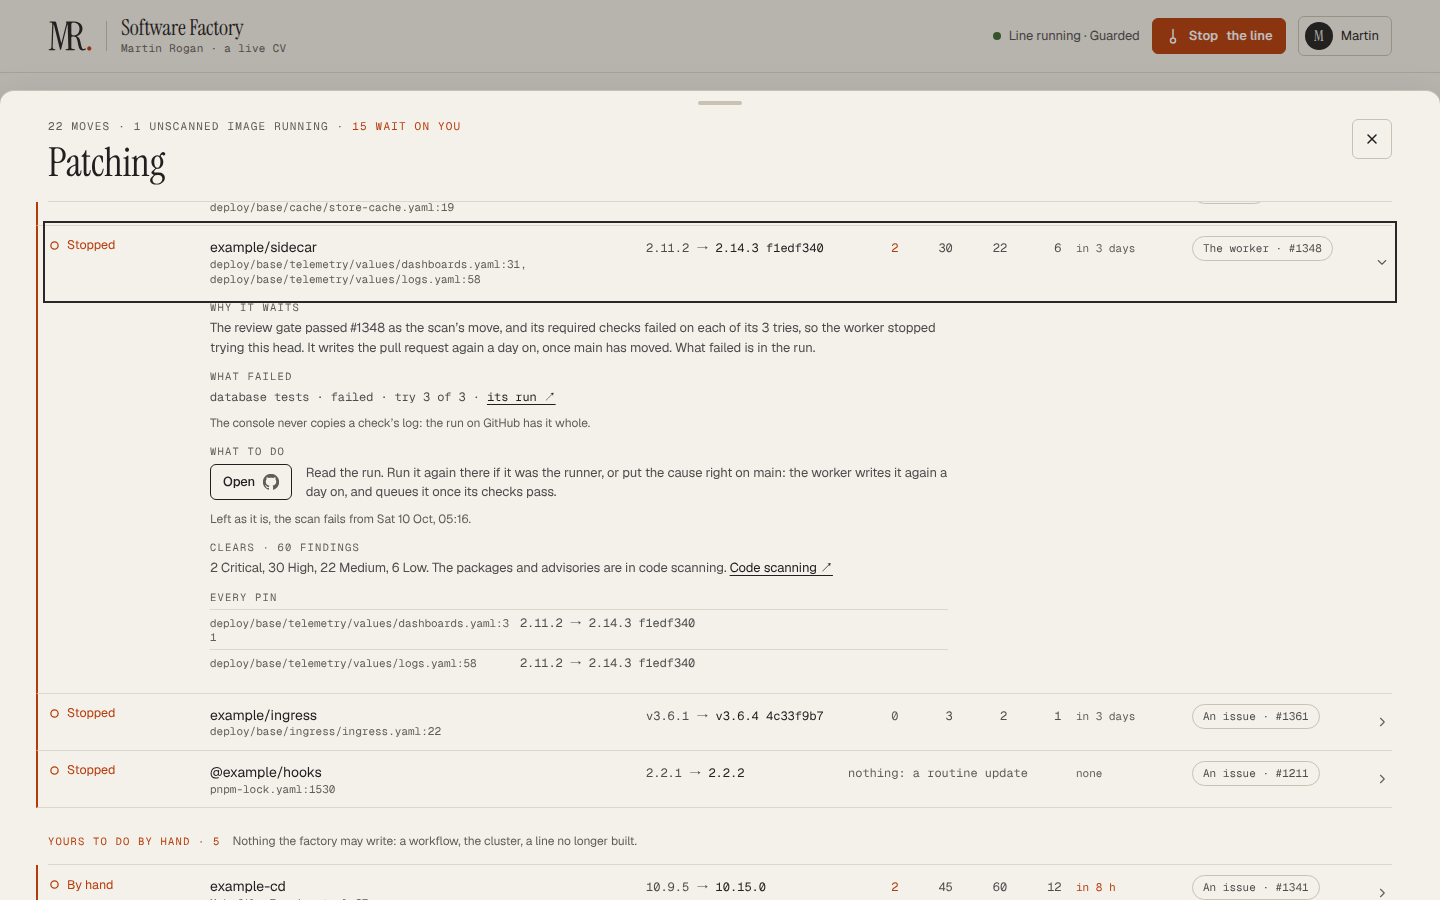 MR.
Software Factory
Martin Rogan · a live CV
Line running · Guarded
Stop the line
M
Martin
22 MOVES · 1 UNSCANNED IMAGE RUNNING · 15 WAIT ON YOU
Patching
deploy/base/cache/store-cache.yaml:19
Stopped
example/sidecar
2.11.2 → 2.14.3 f1edf340
2 30 22 6 in 3 days
The worker · #1348
deploy/base/telemetry/values/dashboards.yaml:31,
deploy/base/telemetry/values/logs.yaml:58
WHY IT WAITS
The review gate passed #1348 as the scan's move, and its required checks failed on each of its 3 tries, so the worker stopped
trying this head. It writes the pull request again a day on, once main has moved. What failed is in the run.
WHAT FAILED
database tests · failed · try 3 of 3 · its run ↗
The console never copies a check's log: the run on GitHub has it whole.
WHAT TO DO
Open
Read the run. Run it again there if it was the runner, or put the cause right on main: the worker writes it again a
day on, and queues it once its checks pass.
Left as it is, the scan fails from Sat 10 Oct, 05:16.
CLEARS · 60 FINDINGS
2 Critical, 30 High, 22 Medium, 6 Low. The packages and advisories are in code scanning. Code scanning ↗
EVERY PIN
deploy/base/telemetry/values/dashboards.yaml:3
1
2.11.2 → 2.14.3 f1edf340
deploy/base/telemetry/values/logs.yaml:58
2.11.2 → 2.14.3 f1edf340
Stopped
example/ingress
v3.6.1 → v3.6.4 4c33f9b7
0 3 2 1 in 3 days
An issue · #1361
deploy/base/ingress/ingress.yaml:22
Stopped
@example/hooks
2.2.1 → 2.2.2
nothing: a routine update
none
An issue · #1211
pnpm-lock.yaml:1530
YOURS TO DO BY HAND · 5 Nothing the factory may write: a workflow, the cluster, a line no longer built.
By hand
example-cd
10.9.5 → 10.15.0
2 45 60 12 in 8 h
An issue · #1341